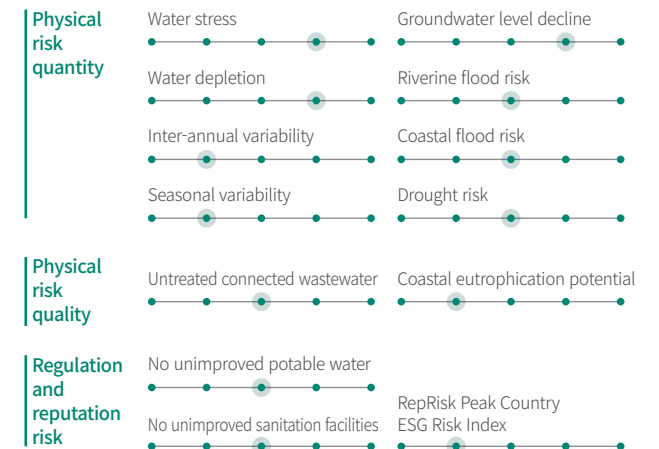 Physical
risk
quantity
Water stress
Groundwater level decline
Water depletion
Riverine flood risk
Inter-annual variability
Coastal flood risk
Seasonal variability
Drought risk
Physical
risk
quality
Untreated connected wastewater
Coastal eutrophication potential
Regulation
and
reputation
risk
No unimproved potable water
No unimproved sanitation facilities
RepRisk Peak Country
ESG Risk Index